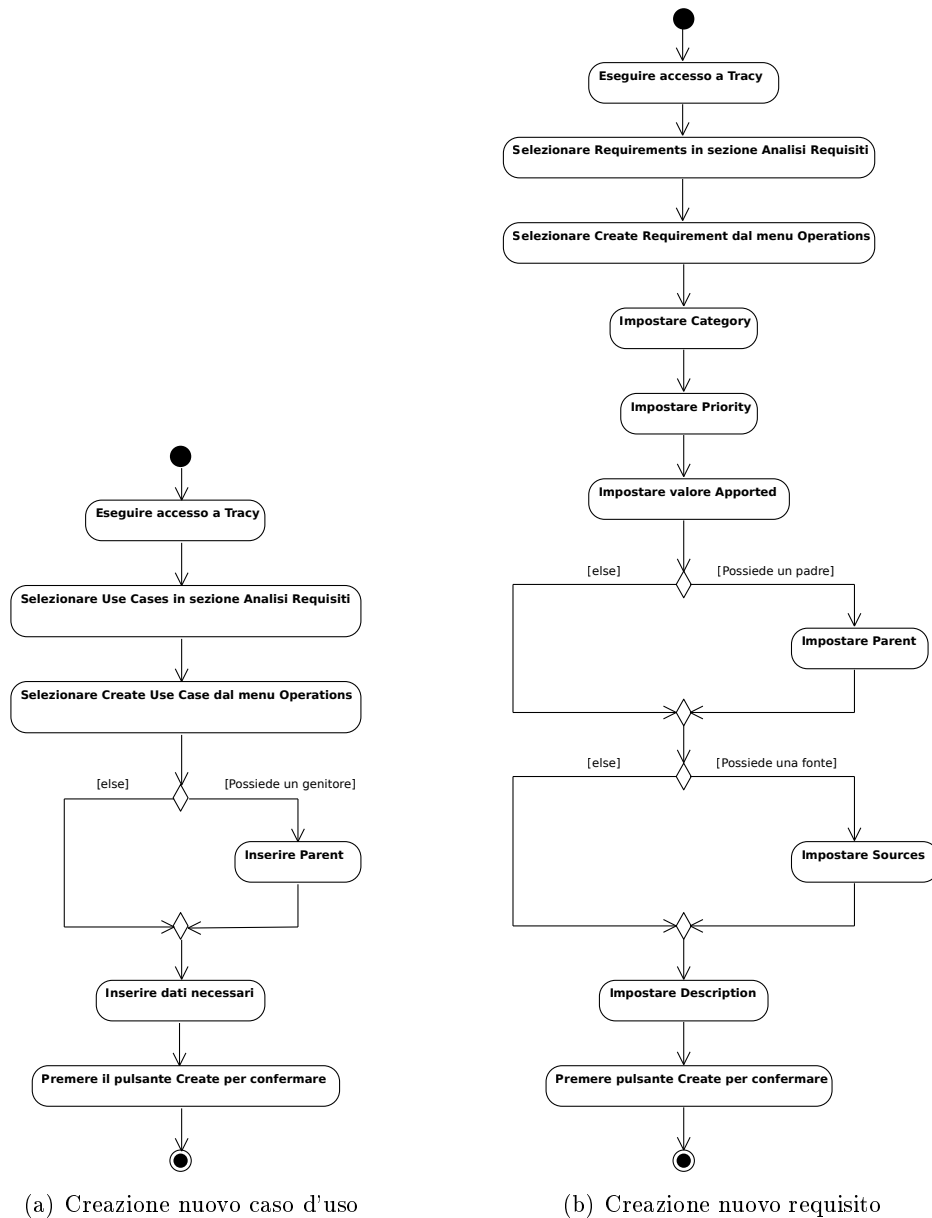 Eseguire accesso a Tracy
Selezionare Use Cases in sezione Analisi Requisiti
Selezionare Create Use Case dal menu Operations
[else]
[Possiede un genitore]
Inserire Parent
Inserire dati necessari
Premere il pulsante Create per confermare
(a) Creazione nuovo caso d'uso
Eseguire accesso a Tracy
Selezionare Requirements in sezione Analisi Requisiti
Selezionare Create Requirement dal menu Operations
Impostare Category
Impostare Priority
Impostare valore Apported
[else]
[Possiede un padre]
Impostare Parent
[else]
[Possiede una fonte]
Impostare Sources
Impostare Description
Premere pulsante Create per confermare
(b) Creazione nuovo requisito